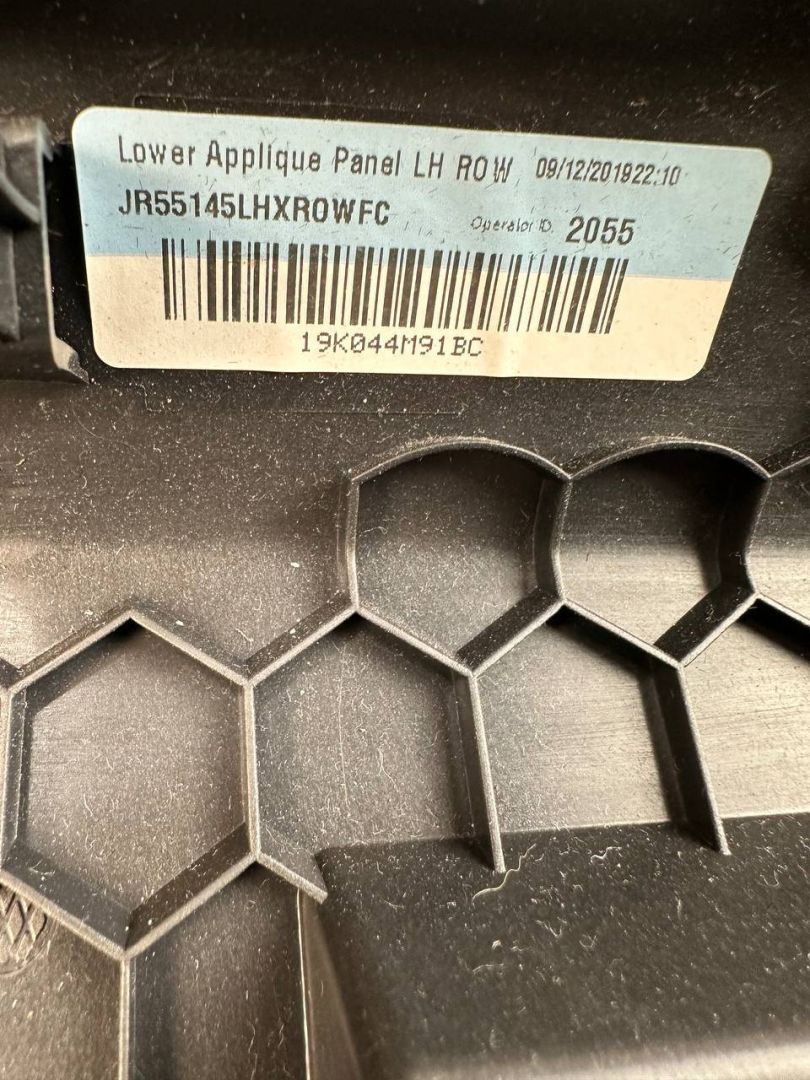 Lower Applique Panel LH ROW 09/12/201922:10
JR55145LHXROWFC Operator ID. 2055
19K044M91BC